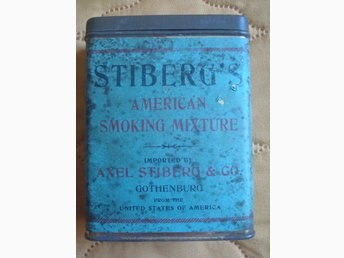 STIBERG'S
AMERICAN
SMOKING MIXTURE
IMPORTED BY
AXEL STIBERG & CO.
GOTHENBURG
FROM THE
UNITED STATES OF AMERICA